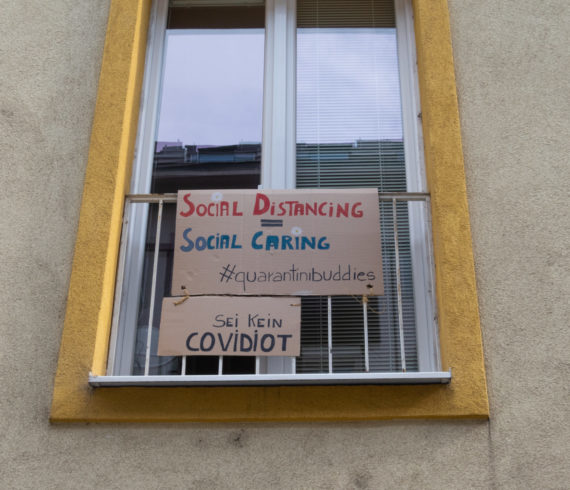 SOCIAL DISTANCING
=
SOCIAL CARING
#quarantinibuddies
SEI KEIN
COVIDIOT